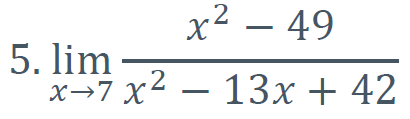 5. lim x→7 (x² − 49) / (x² − 13x + 42)